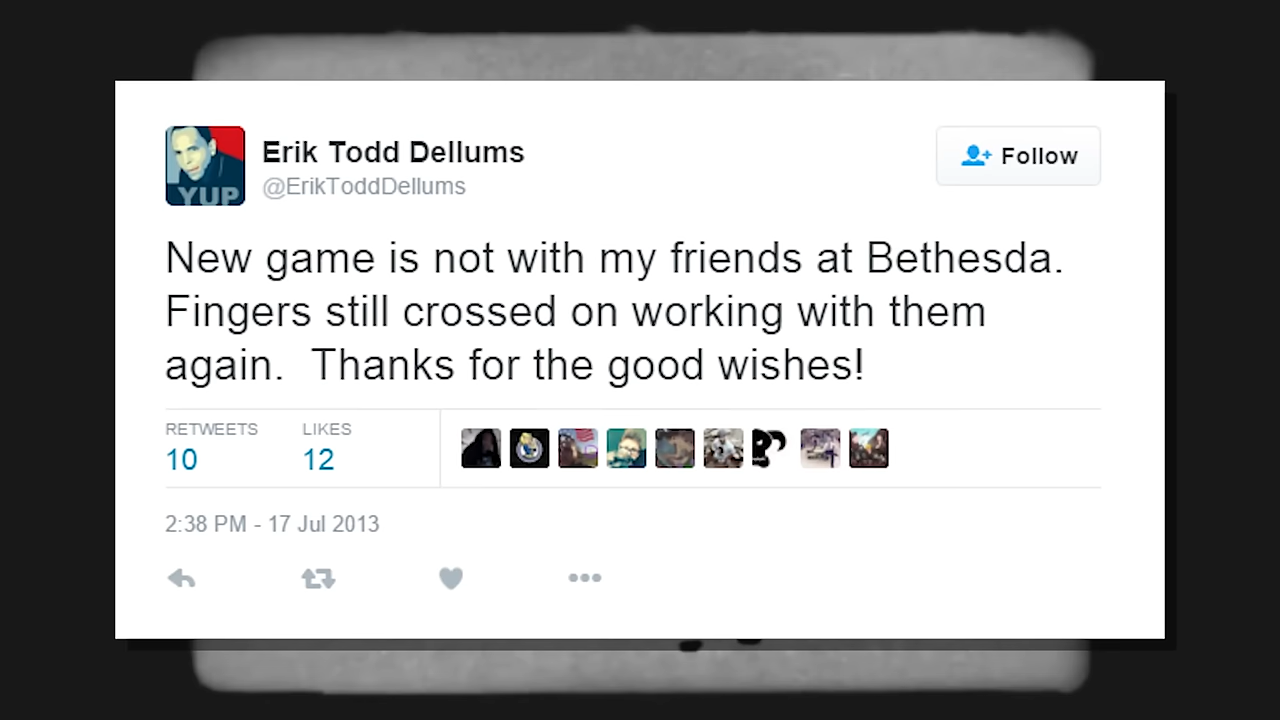 YUP
Erik Todd Dellums
@ErikToddDellums
Follow
New game is not with my friends at Bethesda.
Fingers still crossed on working with them
again.  Thanks for the good wishes!
RETWEETS LIKES
10 12
2:38 PM - 17 Jul 2013